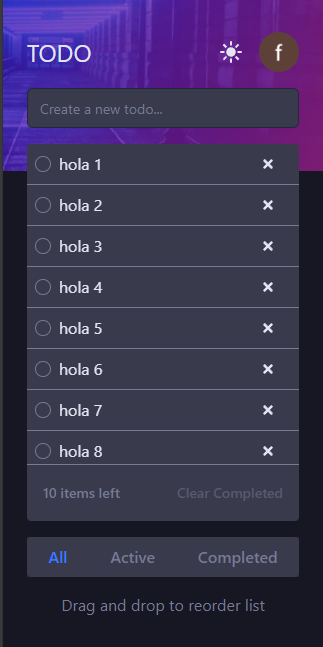 TODO f
Create a new todo...
hola 1
hola 2
hola 3
hola 4
hola 5
hola 6
hola 7
hola 8
10 items left Clear Completed
All Active Completed
Drag and drop to reorder list